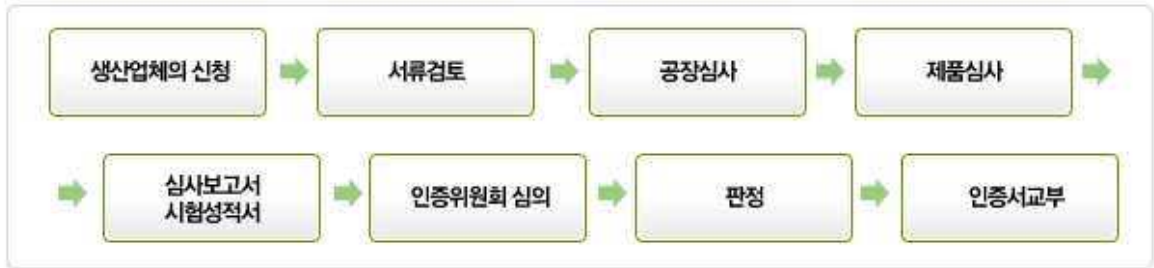 생산업체의 신청
서류검토
공장심사
제품심사
심사보고서
시험성적서
인증위원회 심의
판정
인증서교부